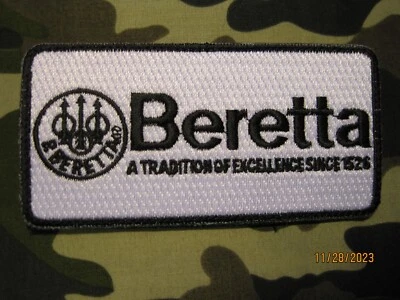 Beretta
A TRADITION OF EXCELLENCE SINCE 1526
P. BERETTA
11/28/2023